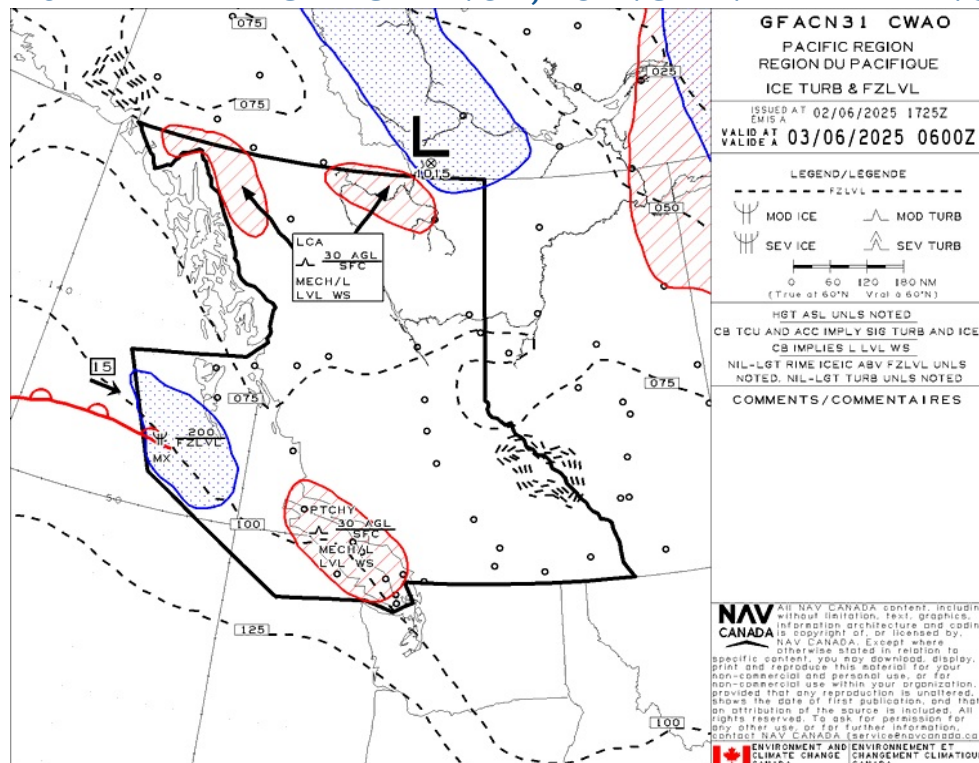 GFACN31 CWAO
PACIFIC REGION
REGION DU PACIFIQUE
ICE TURB & FZLVL
ISSUED AT 02/06/2025 1725Z
EMIS A
VALID AT 03/06/2025 0600Z
VALIDE A
LEGEND/LÉGENDE
FZLVL
MOD ICE
MOD TURB
SEV ICE
SEV TURB
0 60 120 180 NM
(True at 60°N Vrai à 60°N)
HGT ASL UNLS NOTED
CB TCU AND ACC IMPLY SIG TURB AND ICE
CB IMPLIES L LVL WS
NIL-LGT RIME ICEIC ABV FZLVL UNLS
NOTED. NIL-LGT TURB UNLS NOTED
COMMENTS/COMMENTAIRES
075
075
025
L
1015
050
LCA
30 AGL
SFC
MECH/L
LVL WS
140
15
075
075
200
FZLVL
MX
50
100
PTCHY
30 AGL
SFC
MECH/L
LVL WS
125
100
NAV
CANADA
All NAV CANADA content, includin
without limitation, text, graphics,
information architecture and codin
is copyright of, or licensed by,
NAV CANADA. Except where
otherwise stated in relation to
specific content, you may download, display,
print and reproduce this material for your
non-commercial and personal use, or for
non-commercial use within your organization,
provided that any reproduction is unaltered,
shows the date of first publication, and that
an attribution of the source is included. All
rights reserved. To ask for permission for
any other use, or for further information,
contact NAV CANADA (service@navcanada.ca
ENVIRONMENT AND
CLIMATE CHANGE
ENVIRONNEMENT ET
CHANGEMENT CLIMATIQU